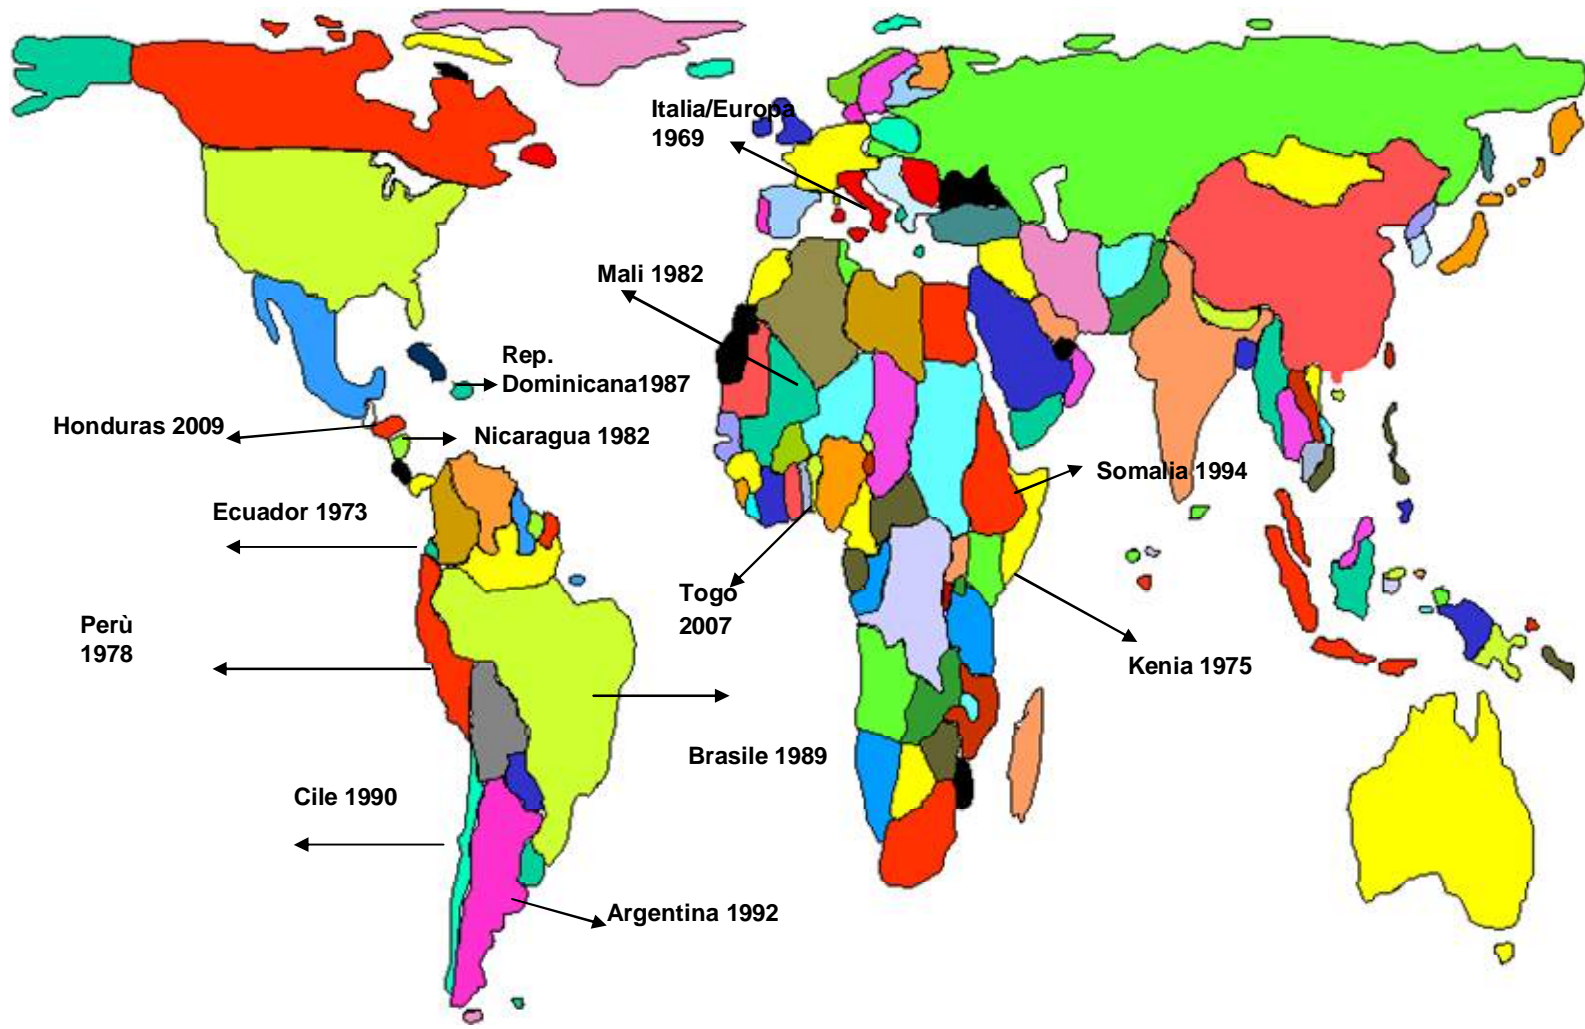 Italia/Europa
1969
Mali 1982
Rep.
Dominicana1987
Honduras 2009
Nicaragua 1982
Somalia 1994
Ecuador 1973
Togo
2007
Perù
1978
Kenia 1975
Brasile 1989
Cile 1990
Argentina 1992